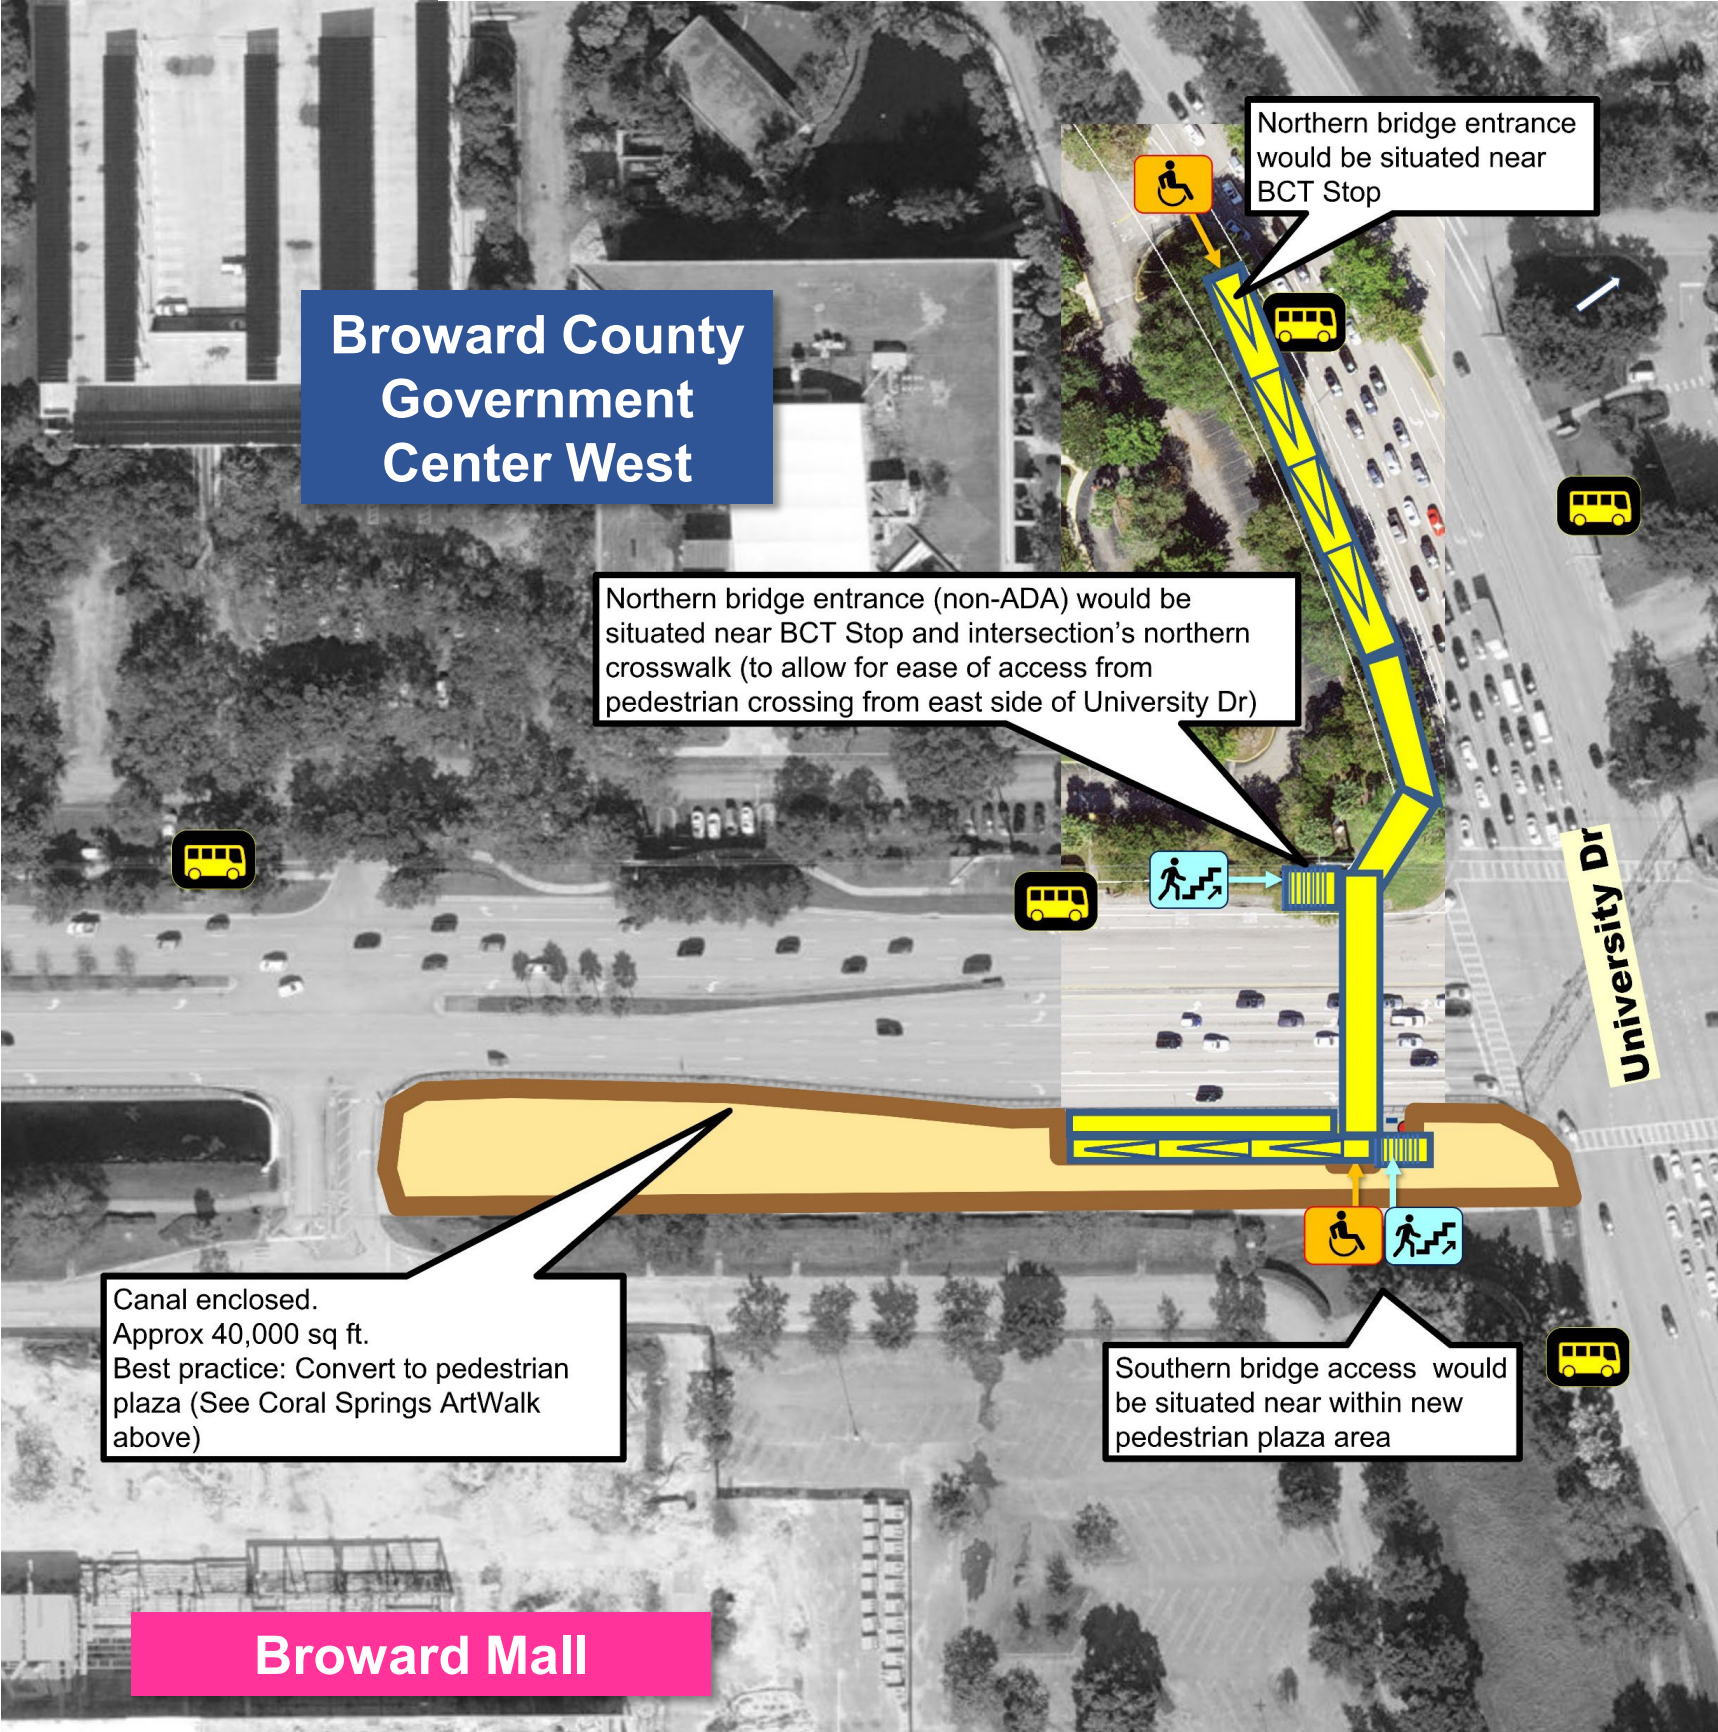 Northern bridge entrance
would be situated near
BCT Stop
Broward County
Government
Center West
Northern bridge entrance (non-ADA) would be
situated near BCT Stop and intersection’s northern
crosswalk (to allow for ease of access from
pedestrian crossing from east side of University Dr)
University Dr
Canal enclosed.
Approx 40,000 sq ft.
Best practice: Convert to pedestrian
plaza (See Coral Springs ArtWalk
above)
Southern bridge access would
be situated near within new
pedestrian plaza area
Broward Mall